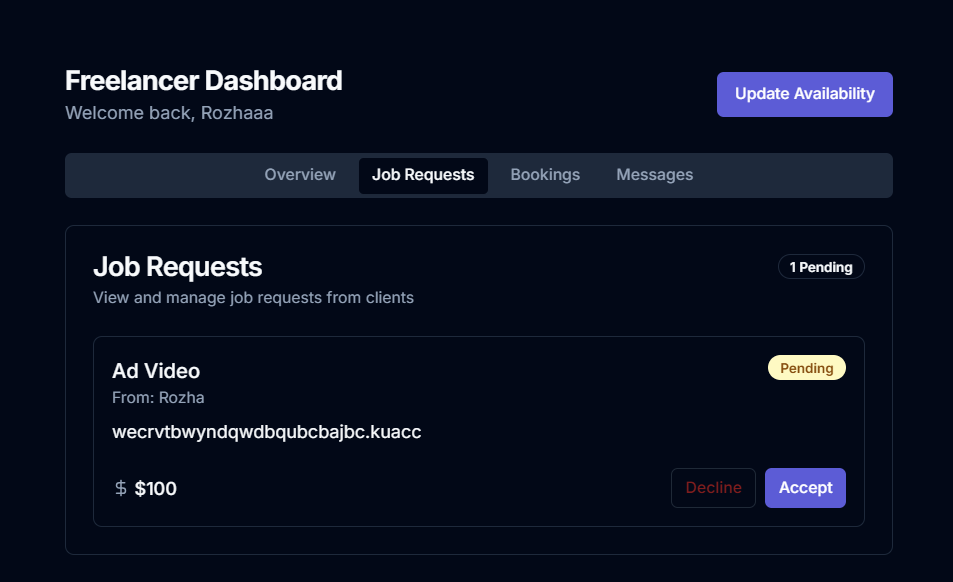 Freelancer Dashboard
Welcome back, Rozhaaa
Update Availability
Overview Job Requests Bookings Messages
Job Requests
1 Pending
View and manage job requests from clients
Ad Video
Pending
From: Rozha
wecrvtbwyndqwdbqubcbajbc.kuacc
$ $100
Decline Accept